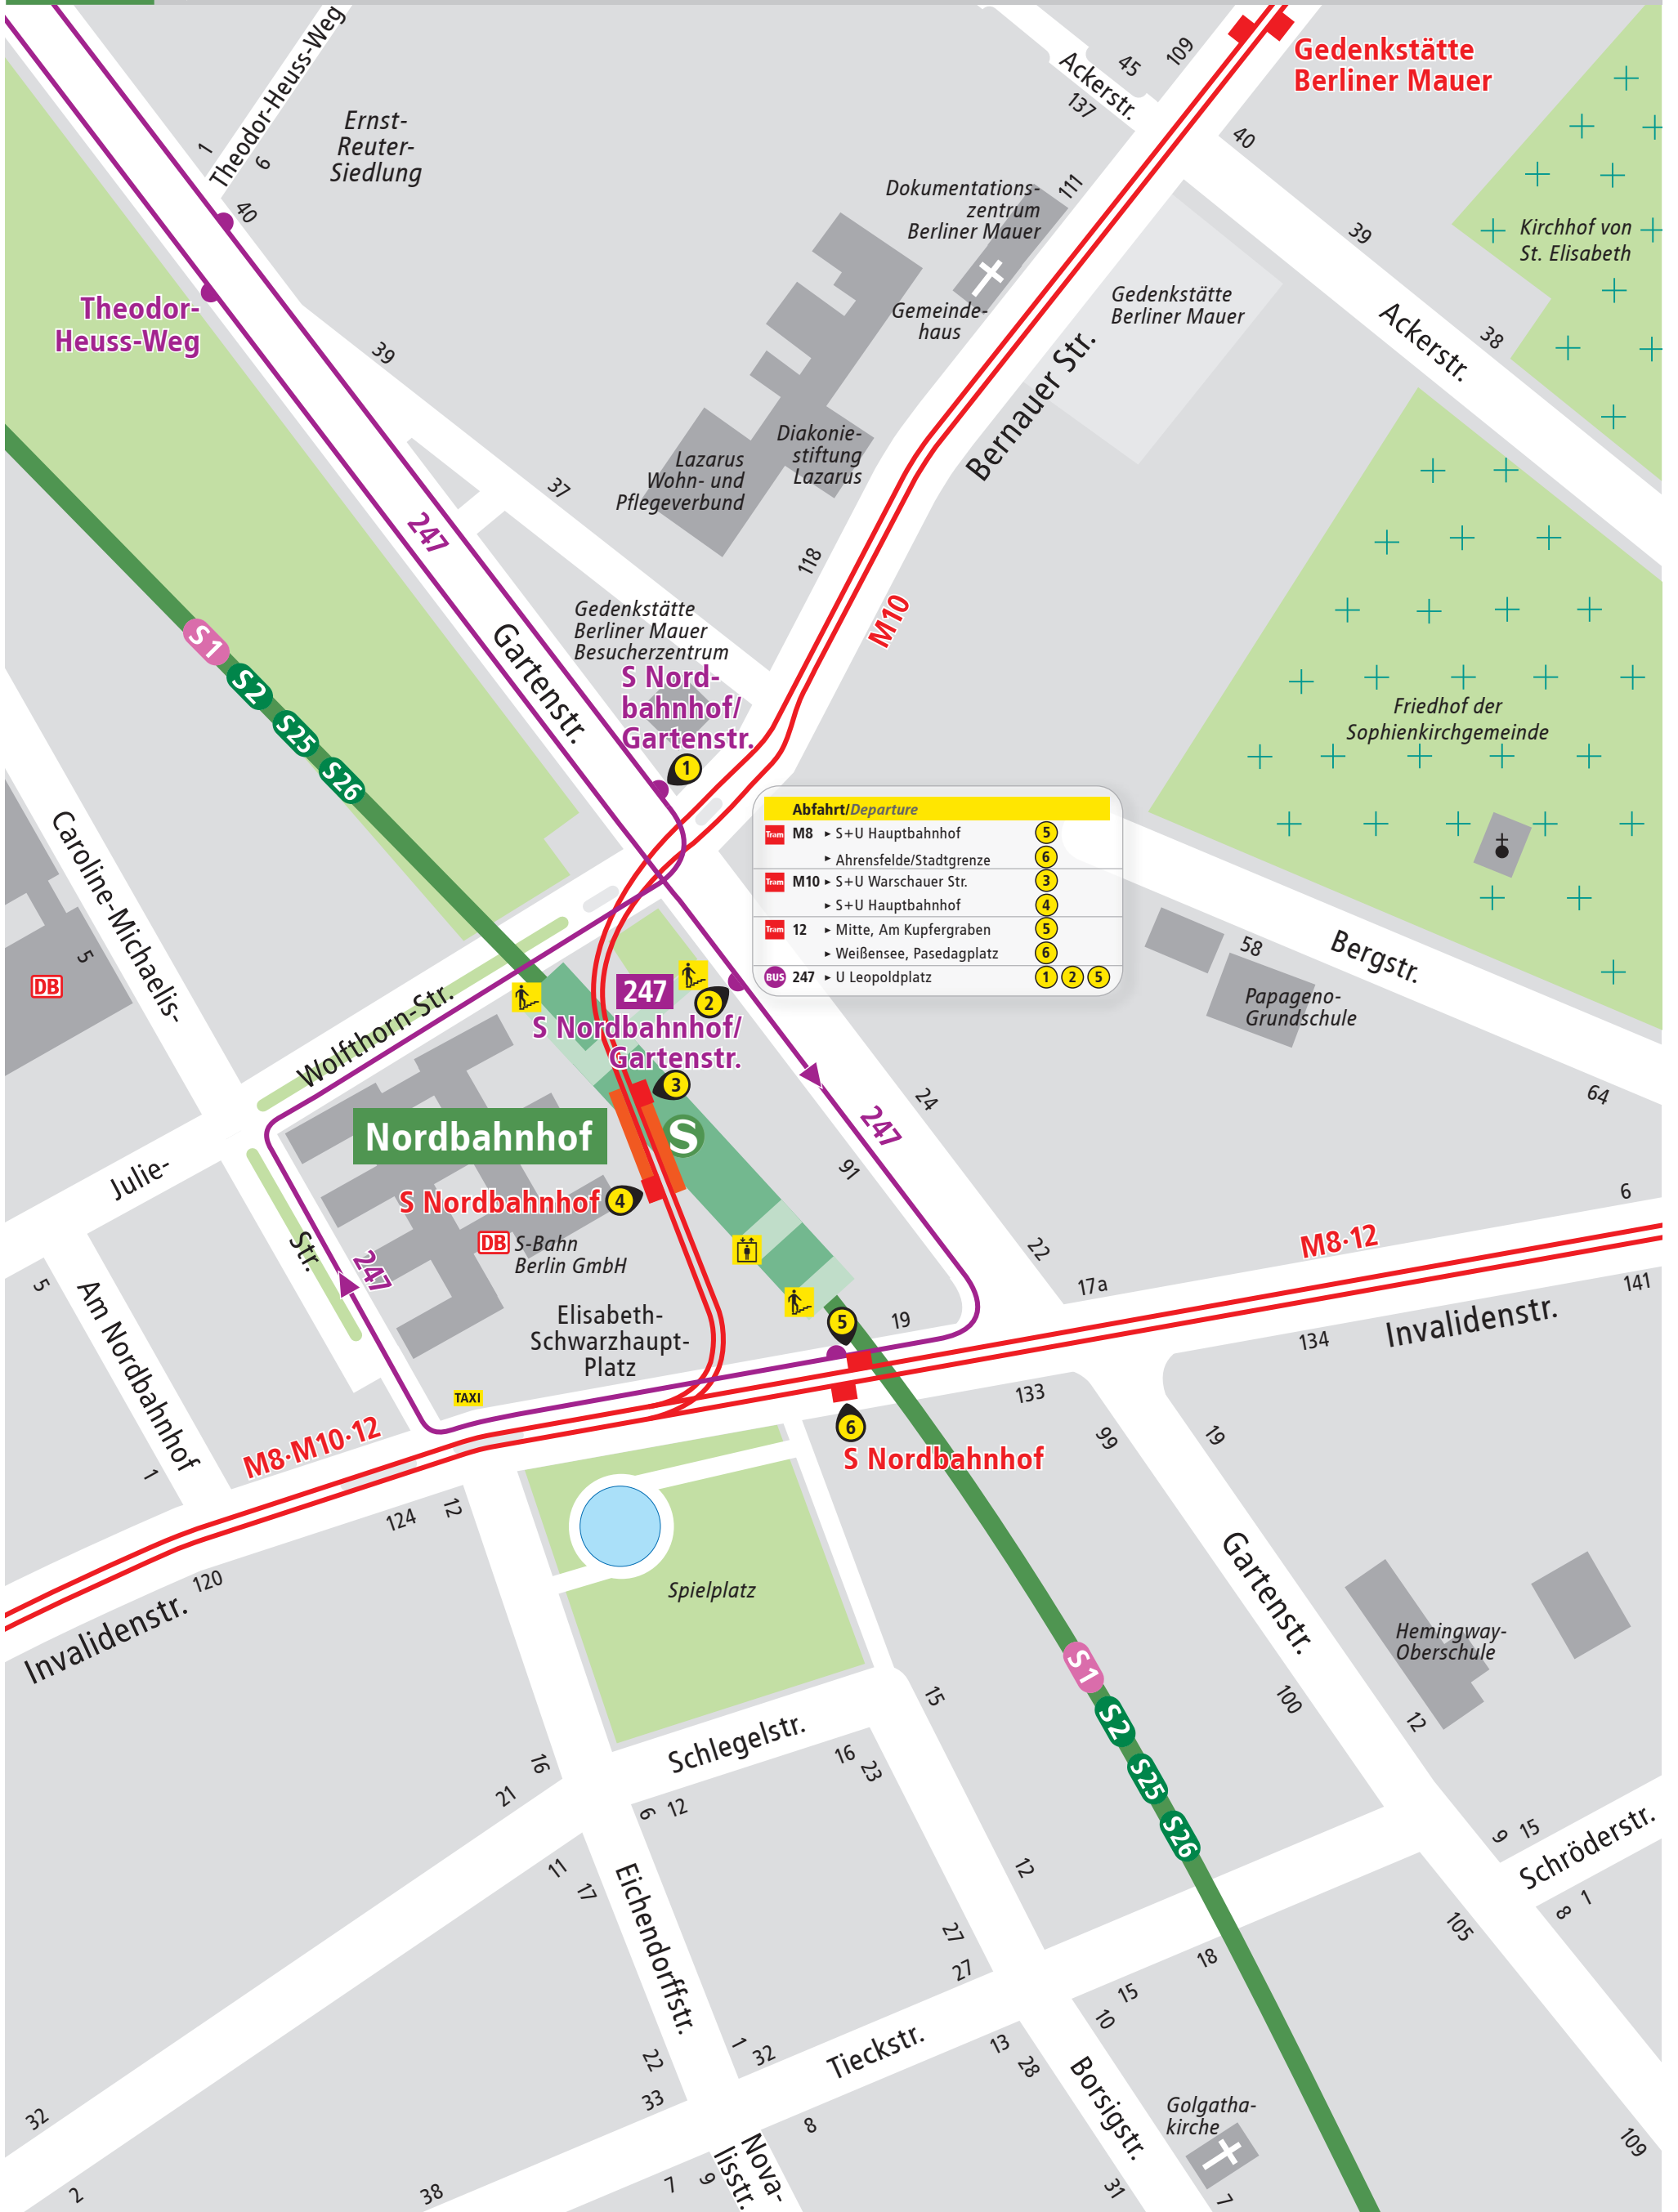 Theodor-Heuss-Weg
1
6
40
Ernst-
Reuter-
Siedlung
Ackerstr.
45
109
137
Gedenkstätte
Berliner Mauer
40
39
38
Ackerstr.
Kirchhof von
St. Elisabeth
Dokumentations-
zentrum
Berliner Mauer
111
Gemeinde-
haus
Gedenkstätte
Berliner Mauer
Bernauer Str.
Theodor-
Heuss-Weg
39
37
247
Lazarus
Wohn- und
Pflegeverbund
Diakonie-
stiftung
Lazarus
118
M10
Gedenkstätte
Berliner Mauer
Besucherzentrum
S Nord-
bahnhof/
Gartenstr.
1
Gartenstr.
S1
S2
S25
S26
Friedhof der
Sophienkirchgemeinde
Abfahrt/Departure
Tram M8 ▸ S+U Hauptbahnhof 5
▸ Ahrensfelde/Stadtgrenze 6
Tram M10 ▸ S+U Warschauer Str. 3
▸ S+U Hauptbahnhof 4
Tram 12 ▸ Mitte, Am Kupfergraben 5
▸ Weißensee, Pasedagplatz 6
BUS 247 ▸ U Leopoldplatz 1 2 5
Bergstr.
58
64
Papageno-
Grundschule
Caroline-Michaelis-
Str.
5
DB
Julie-
Wolfthorn-Str.
247
2
S Nordbahnhof/
Gartenstr.
3
Nordbahnhof
S
S Nordbahnhof
4
DB S-Bahn
Berlin GmbH
247
24
91
22
17a
6
M8·12
141
134
Invalidenstr.
247
5
Am Nordbahnhof
1
Elisabeth-
Schwarzhaupt-
Platz
TAXI
5
19
6
S Nordbahnhof
133
99
19
M8·M10·12
124
12
120
Invalidenstr.
Spielplatz
Gartenstr.
Hemingway-
Oberschule
100
12
S1
S2
S25
S26
Schlegelstr.
15
16
23
16
21
6
12
11
17
Eichendorffstr.
12
27
27
9
15
Schröderstr.
8
1
105
18
15
10
Tieckstr.
13
28
1
32
22
33
8
Borsigstr.
Golgatha-
kirche
31
7
109
32
2
38
7
9
Nova-
lisstr.